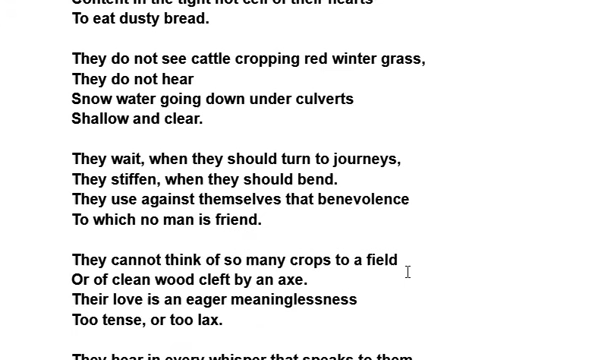 Content in the tight hot cell of their hearts
To eat dusty bread.
They do not see cattle cropping red winter grass,
They do not hear
Snow water going down under culverts
Shallow and clear.
They wait, when they should turn to journeys,
They stiffen, when they should bend.
They use against themselves that benevolence
To which no man is friend.
They cannot think of so many crops to a field
Or of clean wood cleft by an axe.
Their love is an eager meaninglessness
Too tense, or too lax.
They hear in every whisper that speaks to them